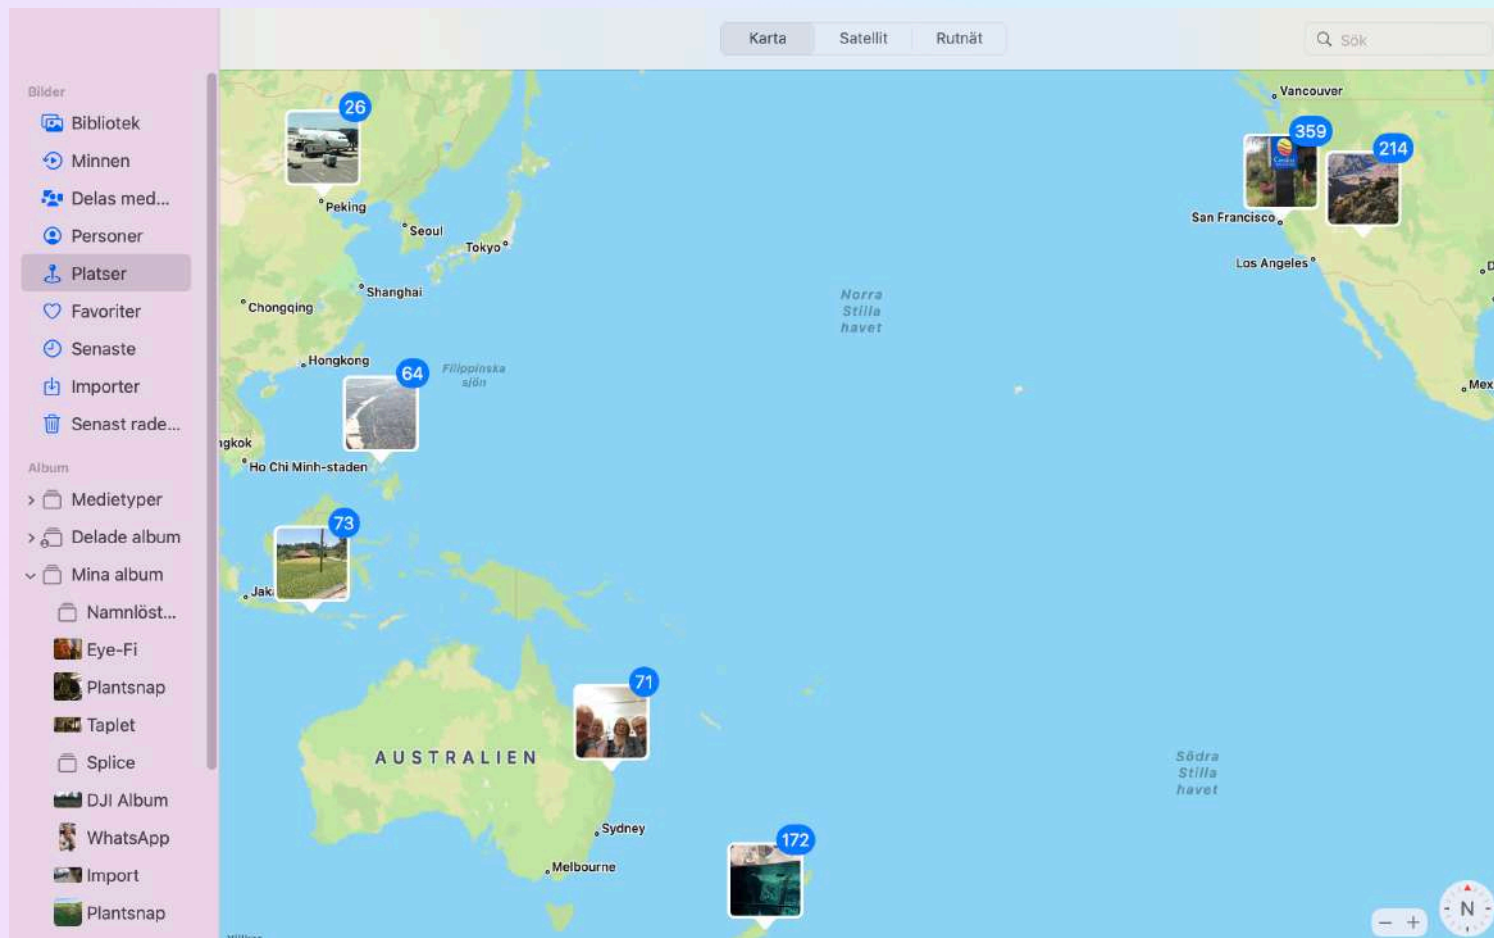 Karta
Satellit
Rutnät
Sök
Bilder
Bibliotek
Minnen
Delas med...
Personer
Platser
Favoriter
Senaste
Importer
Senast rade...
Album
Medietyper
Delade album
Mina album
Namnlöst...
Eye-Fi
Plantsnap
Taplet
Splice
DJI Album
WhatsApp
Import
Plantsnap
26
Peking
Seoul
Tokyo
Shanghai
Chongqing
Hongkong
64
Filippinska
sjön
ngkok
Ho Chi Minh-staden
73
Jak
71
AUSTRALIEN
Sydney
Melbourne
172
Norra
Stilla
havet
Södra
Stilla
havet
Vancouver
359
214
San Francisco
Los Angeles
D
Mex
− +
N